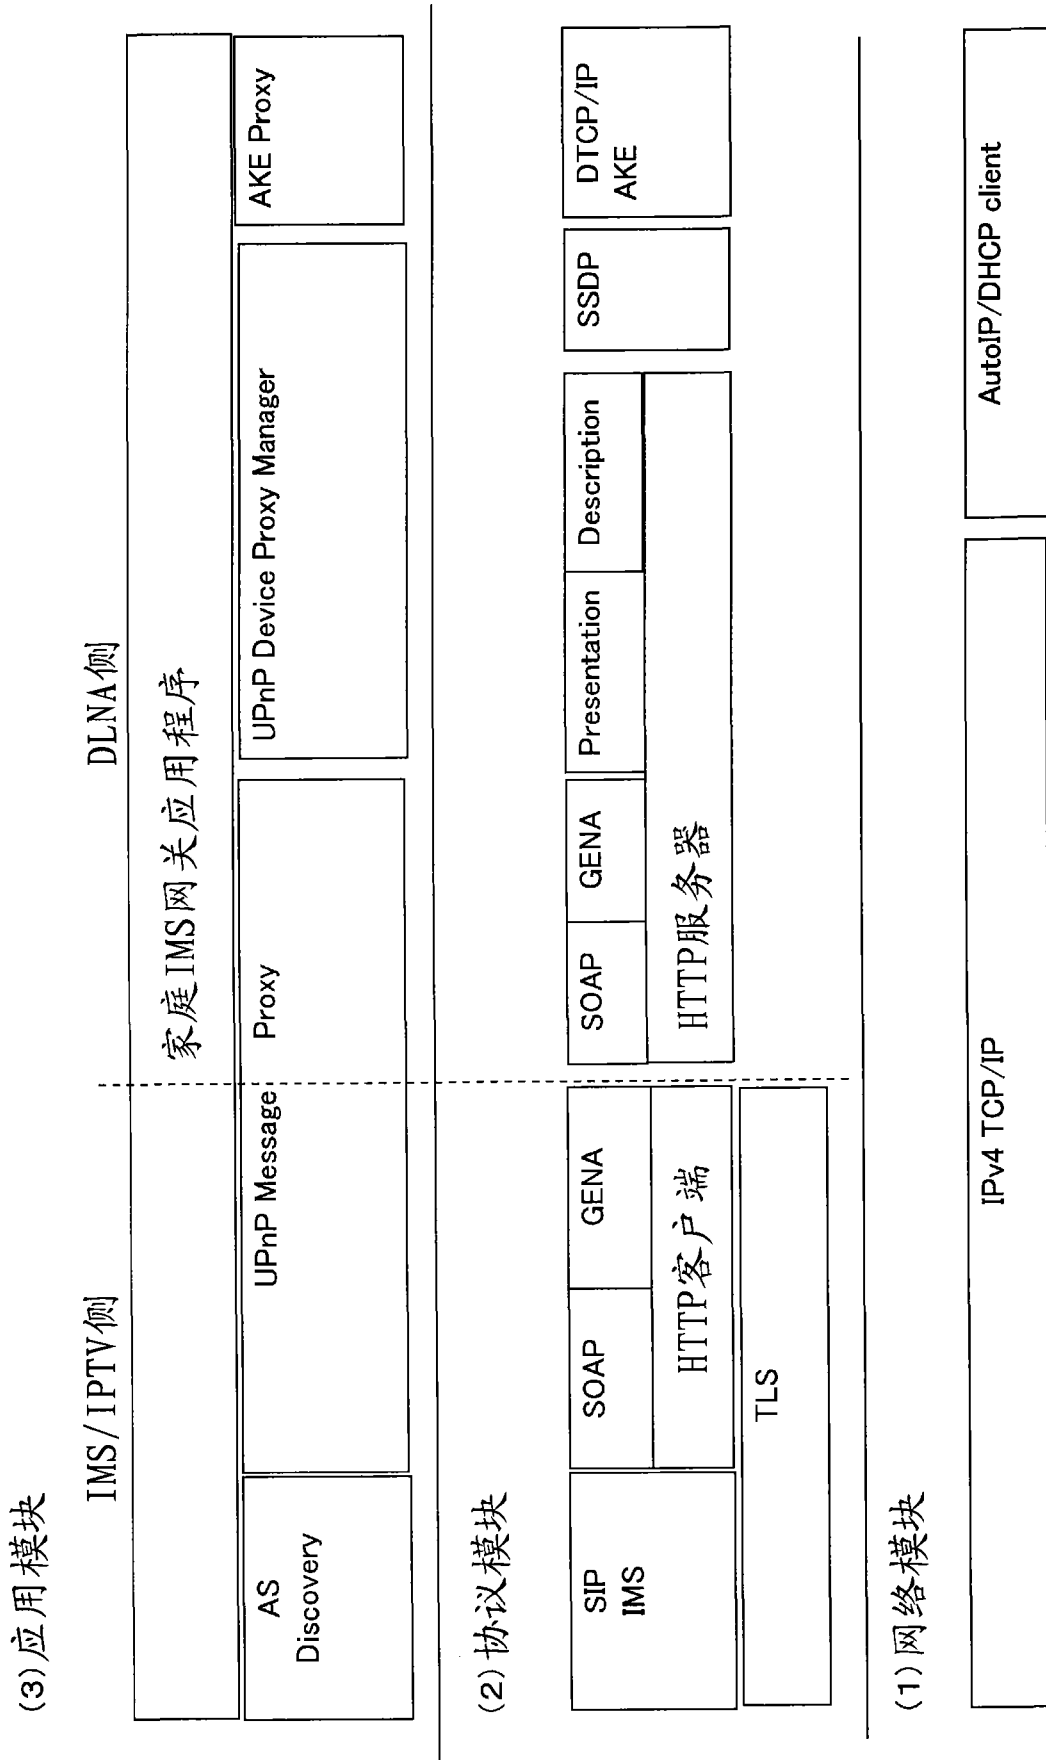 (3)应用模块
IMS/IPTV侧
DLNA侧
家庭IMS网关应用程序
AS
Discovery
UPnP Message Proxy
UPnP Device Proxy Manager
AKE Proxy
(2)协议模块
SIP
IMS
SOAP
GENA
HTTP客户端
TLS
SOAP
GENA
Presentation
Description
HTTP服务器
SSDP
DTCP/IP
AKE
(1)网络模块
IPv4 TCP/IP
AutoIP/DHCP client